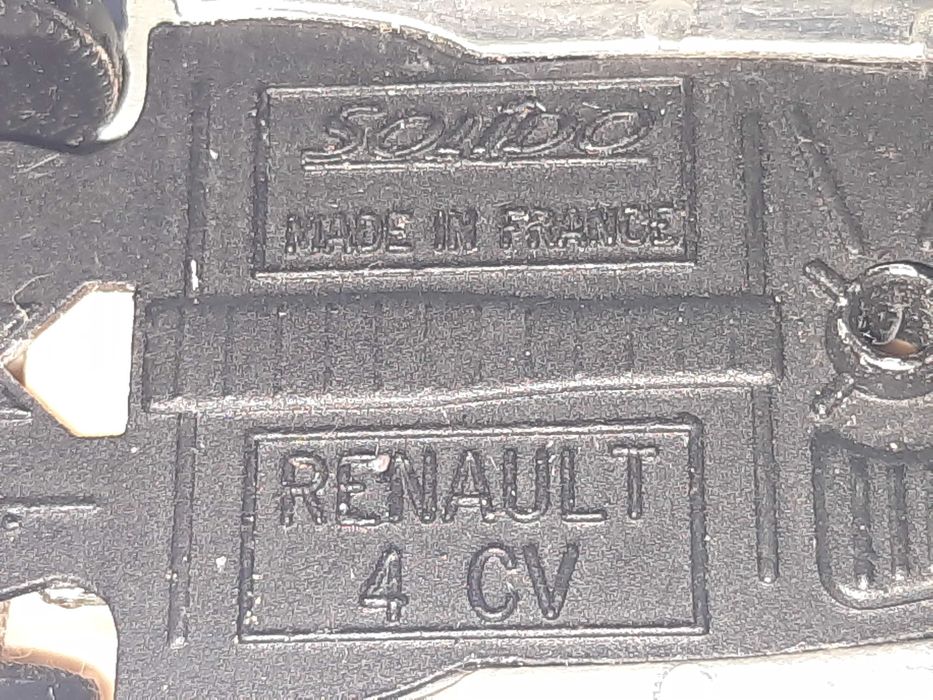 SOLIDO
MADE IN FRANCE
RENAULT
4 CV